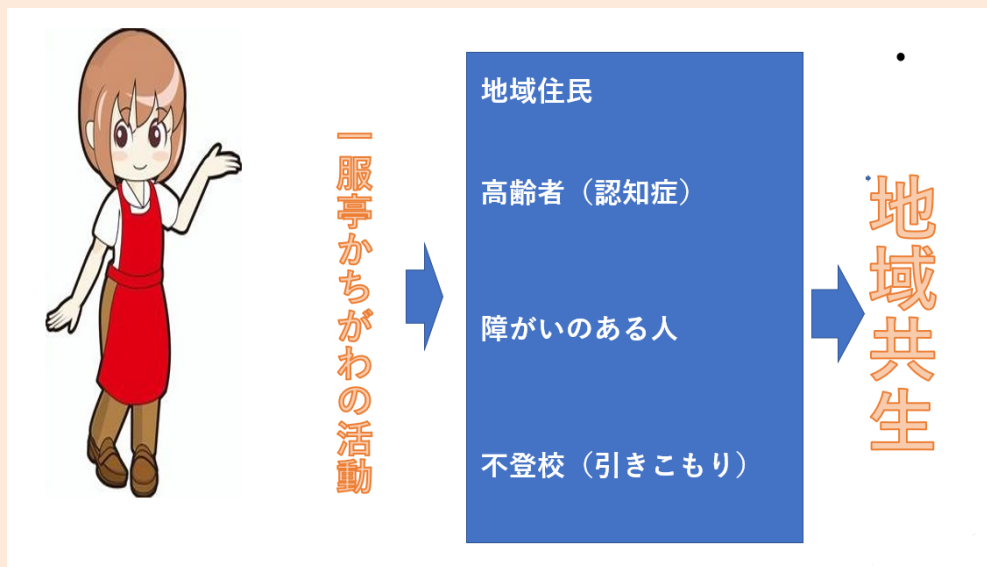 一服亭かちがわの活動
地域住民
高齢者（認知症）
障がいのある人
不登校（引きこもり）
地域共生